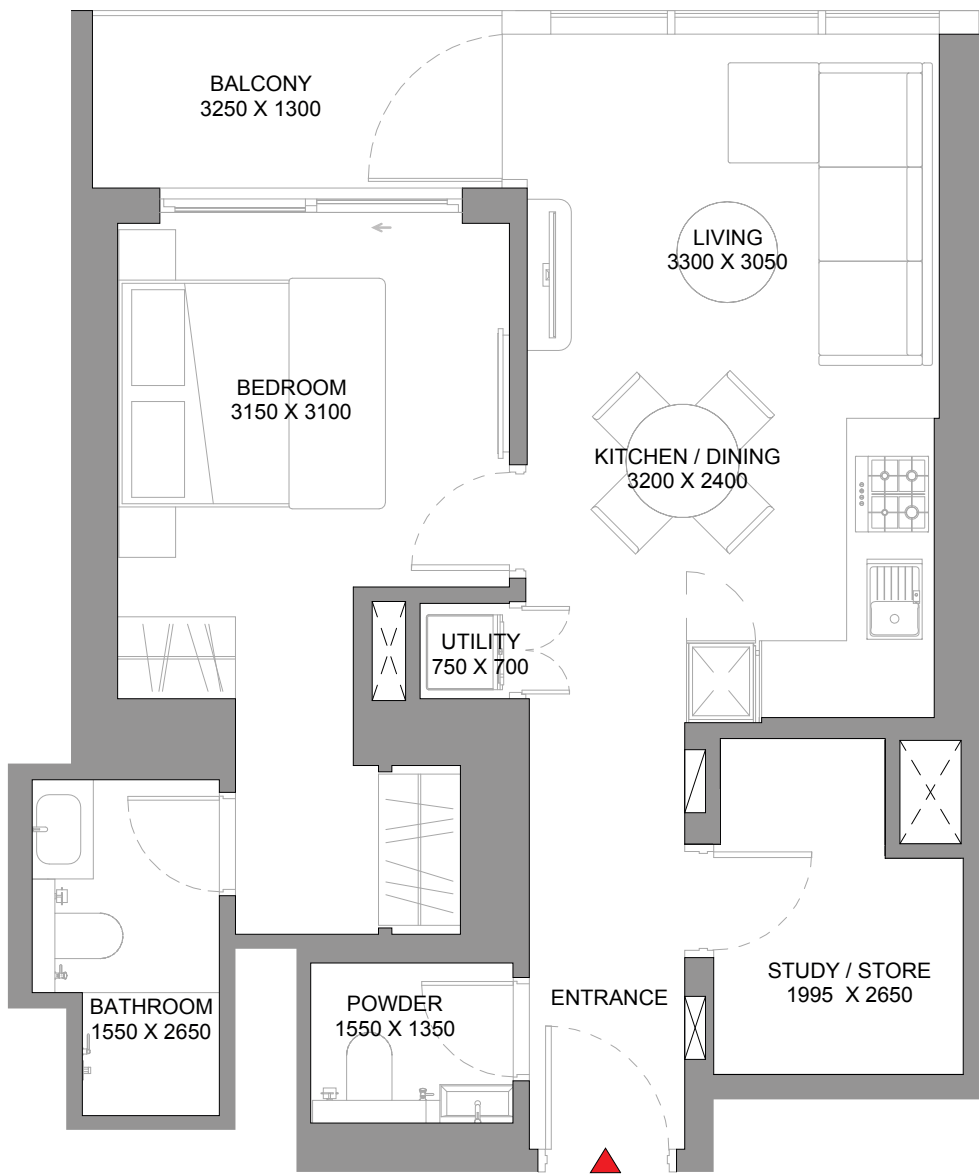 BALCONY
3250 X 1300
LIVING
3300 X 3050
BEDROOM
3150 X 3100
KITCHEN / DINING
3200 X 2400
UTILITY
750 X 700
STUDY / STORE
1995 X 2650
ENTRANCE
POWDER
1550 X 1350
BATHROOM
1550 X 2650